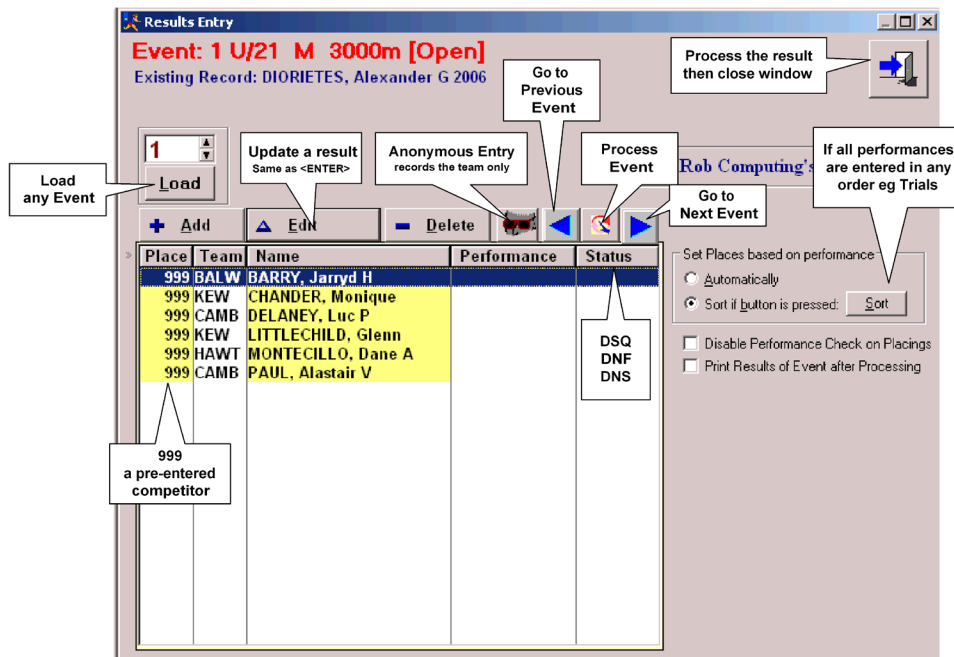 Results Entry
Event: 1 U/21 M 3000m [Open]
Existing Record: DIORIETES, Alexander G 2006
Process the result
then close window
Go to
Previous
Event
1
Load
Load
any Event
Update a result
Same as <ENTER>
Anonymous Entry
records the team only
Process
Event
Rob Computing's
If all performances
are entered in any
order eg Trials
Go to
Next Event
Add
Edit
Delete
Place Team Name Performance Status
999 BALW BARRY, Jarryd H
999 KEW CHANDER, Monique
999 CAMB DELANEY, Luc P
999 KEW LITTLECHILD, Glenn
999 HAWT MONTECILLO, Dane A
999 CAMB PAUL, Alastair V
DSQ
DNF
DNS
999
a pre-entered
competitor
Set Places based on performance
Automatically
Sort if button is pressed:
Sort
Disable Performance Check on Placings
Print Results of Event after Processing